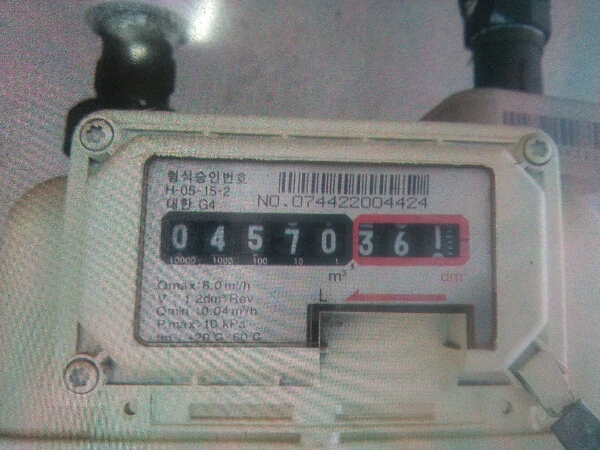 형식승인번호
H-05-15-2
대한 G4
NO.074422004424
0 4 5 7 0 3 6 1
10000 1000 100 10 1
m³ dm³
Qmax: 6.0m³/h
V : 1.2dm³/Rev
L
Qmin : 0.04m³/h
Pmax: 10 kPa